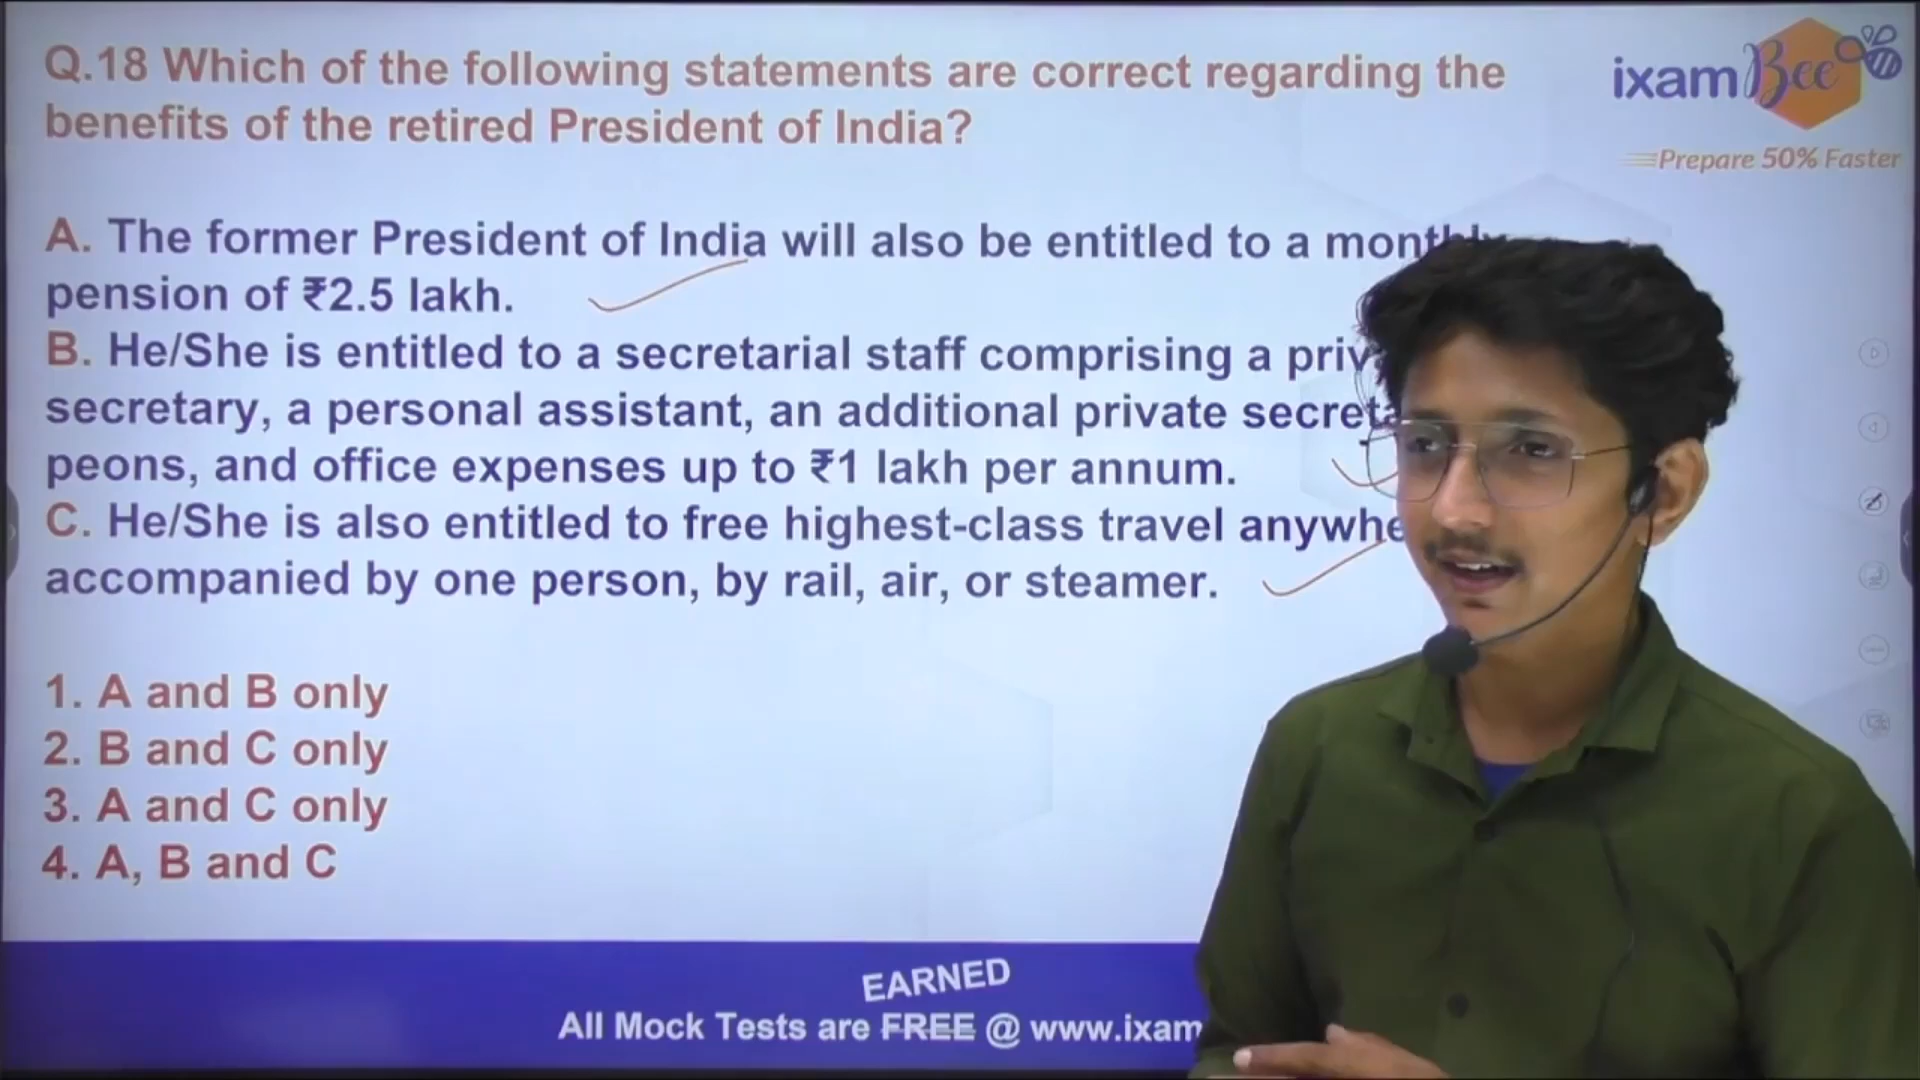 Q.18 Which of the following statements are correct regarding the
benefits of the retired President of India?
ixamBee
Prepare 50% Faster
A. The former President of India will also be entitled to a
pension of ₹2.5 lakh.
B. He/She is entitled to a secretarial staff comprising a
secretary, a personal assistant, an additional private
peons, and office expenses up to ₹1 lakh per annum.
C. He/She is also entitled to free highest-class travel
accompanied by one person, by rail, air, or steamer.
1. A and B only
2. B and C only
3. A and C only
4. A, B and C
EARNED
All Mock Tests are FREE @ www.ixam